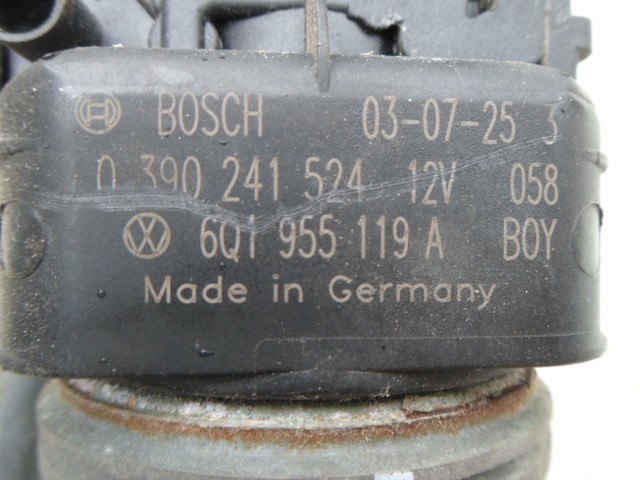 BOSCH 03-07-25 3
0 390 241 524 12V 058
6Q1 955 119 A BOY
Made in Germany